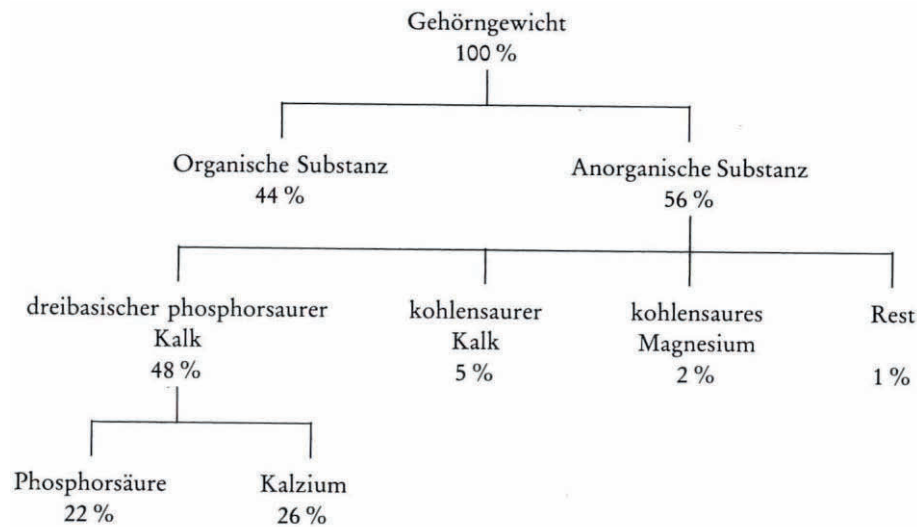 Gehörngewicht
100 %
Organische Substanz
44 %
Anorganische Substanz
56 %
dreibasischer phosphorsaurer
Kalk
48 %
kohlensaurer
Kalk
5 %
kohlensaures
Magnesium
2 %
Rest
1 %
Phosphorsäure
22 %
Kalzium
26 %